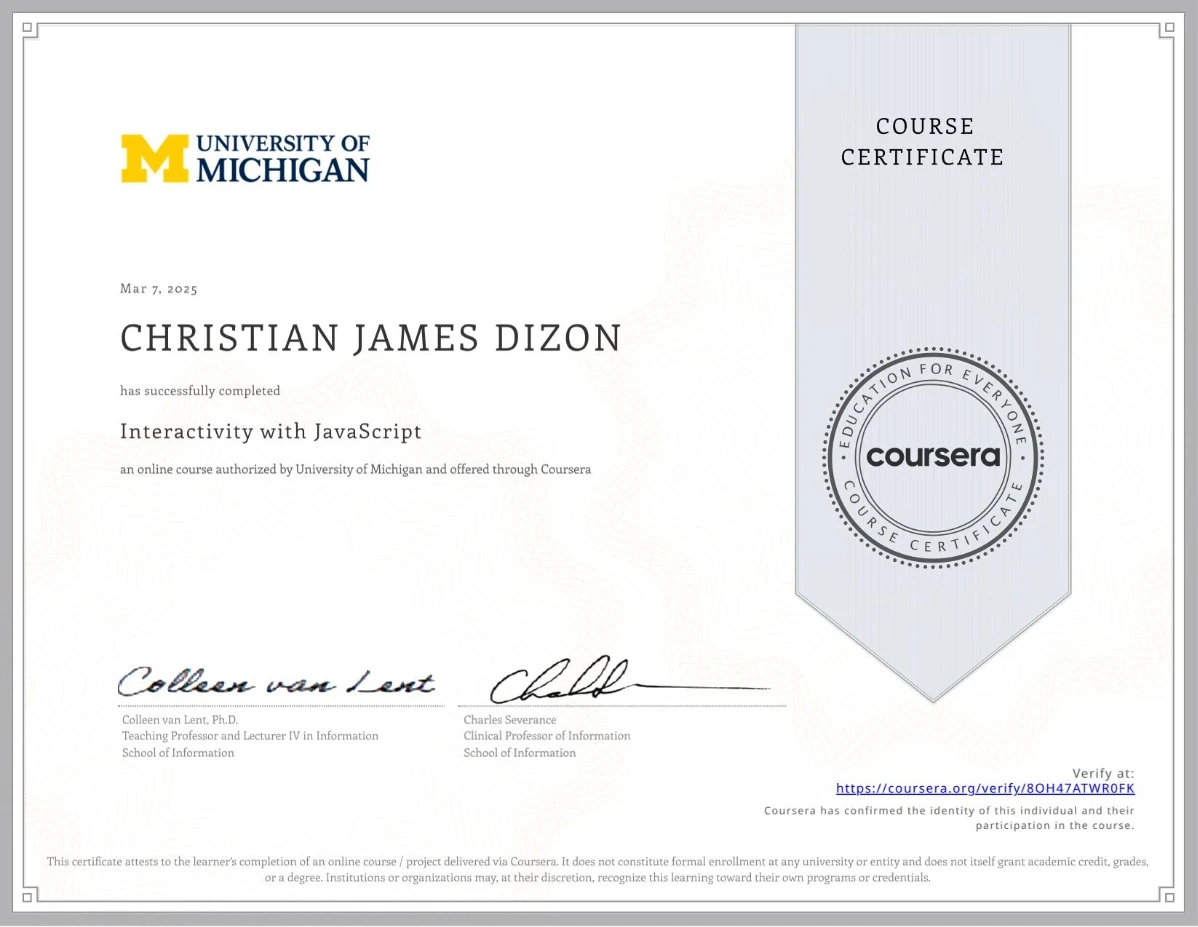 UNIVERSITY OF
MICHIGAN
COURSE
CERTIFICATE
Mar 7, 2025
CHRISTIAN JAMES DIZON
has successfully completed
Interactivity with JavaScript
an online course authorized by University of Michigan and offered through Coursera
EDUCATION FOR EVERYONE
coursera
COURSE CERTIFICATE
Colleen van Lent
Colleen van Lent, Ph.D.
Teaching Professor and Lecturer IV in Information
School of Information
Charles Severance
Clinical Professor of Information
School of Information
Verify at:
https://coursera.org/verify/8OH47ATWR0FK
Coursera has confirmed the identity of this individual and their
participation in the course.
This certificate attests to the learner's completion of an online course / project delivered via Coursera. It does not constitute formal enrollment at any university or entity and does not itself grant academic credit, grades,
or a degree. Institutions or organizations may, at their discretion, recognize this learning toward their own programs or credentials.